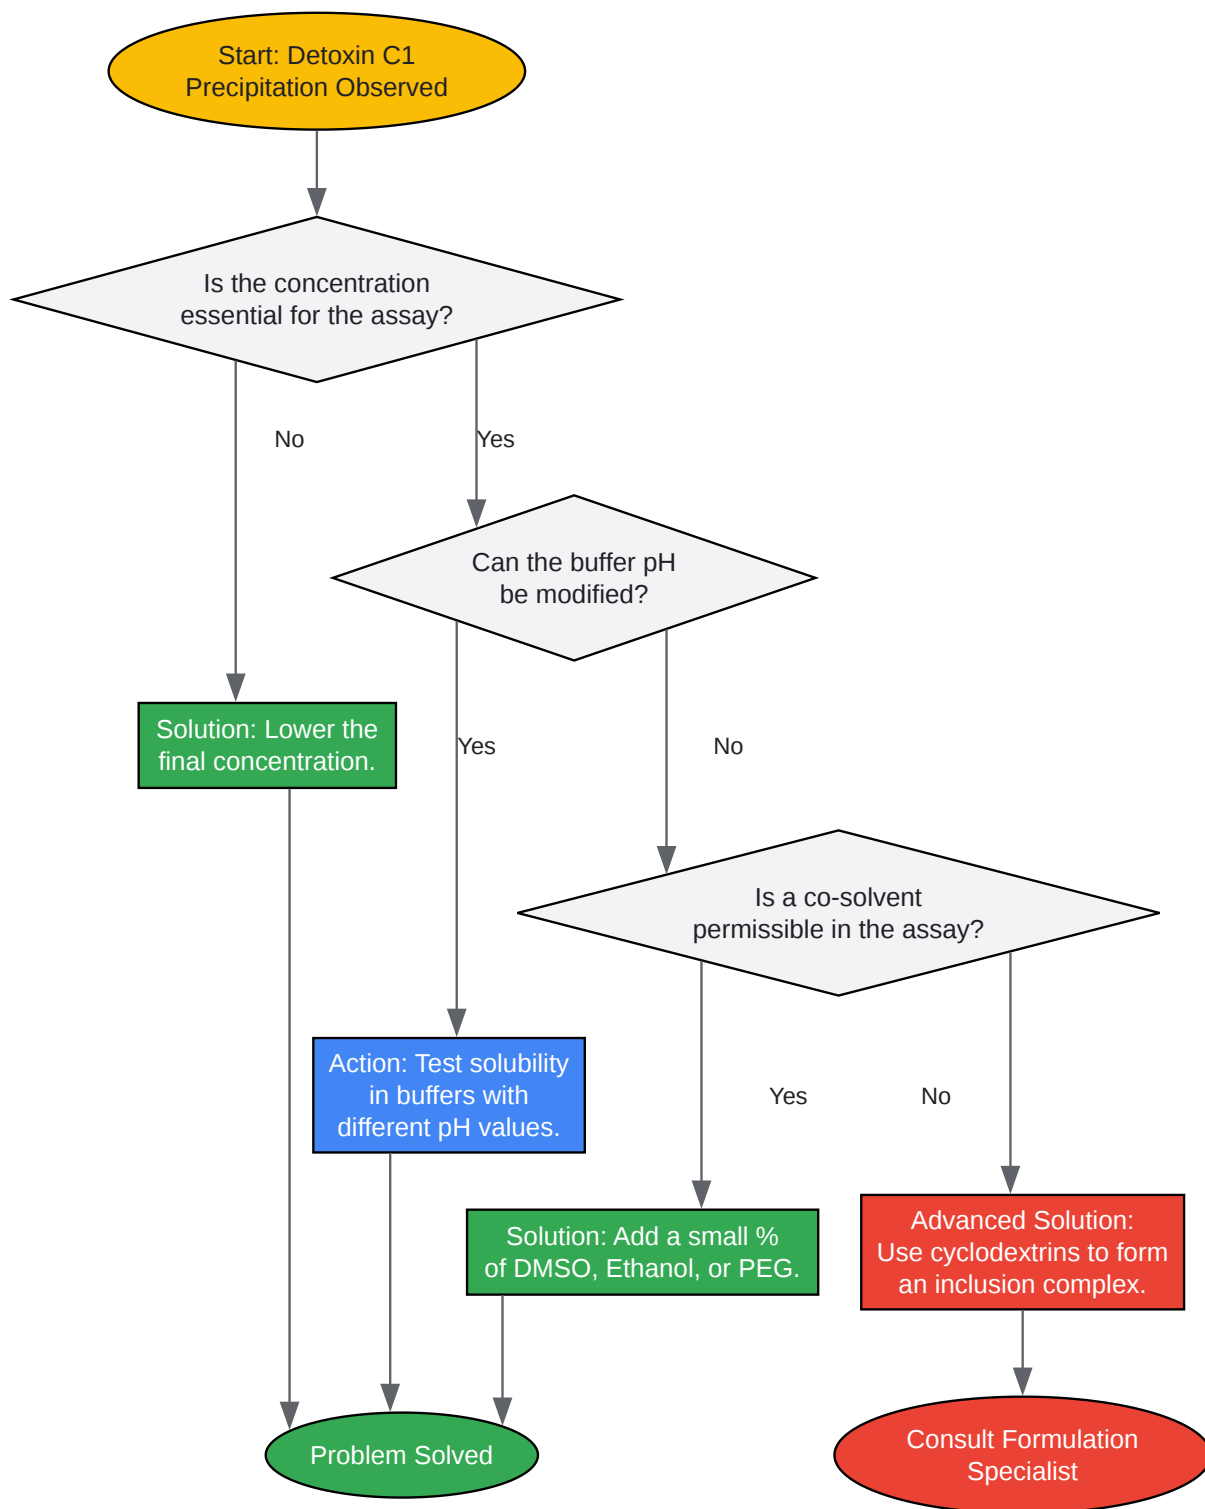 Start: Detoxin C1
Precipitation Observed
Is the concentration
essential for the assay?
No
Yes
Can the buffer pH
be modified?
Solution: Lower the
final concentration.
Yes
No
Is a co-solvent
permissible in the assay?
Action: Test solubility
in buffers with
different pH values.
Yes
No
Solution: Add a small %
of DMSO, Ethanol, or PEG.
Advanced Solution:
Use cyclodextrins to form
an inclusion complex.
Problem Solved
Consult Formulation
Specialist